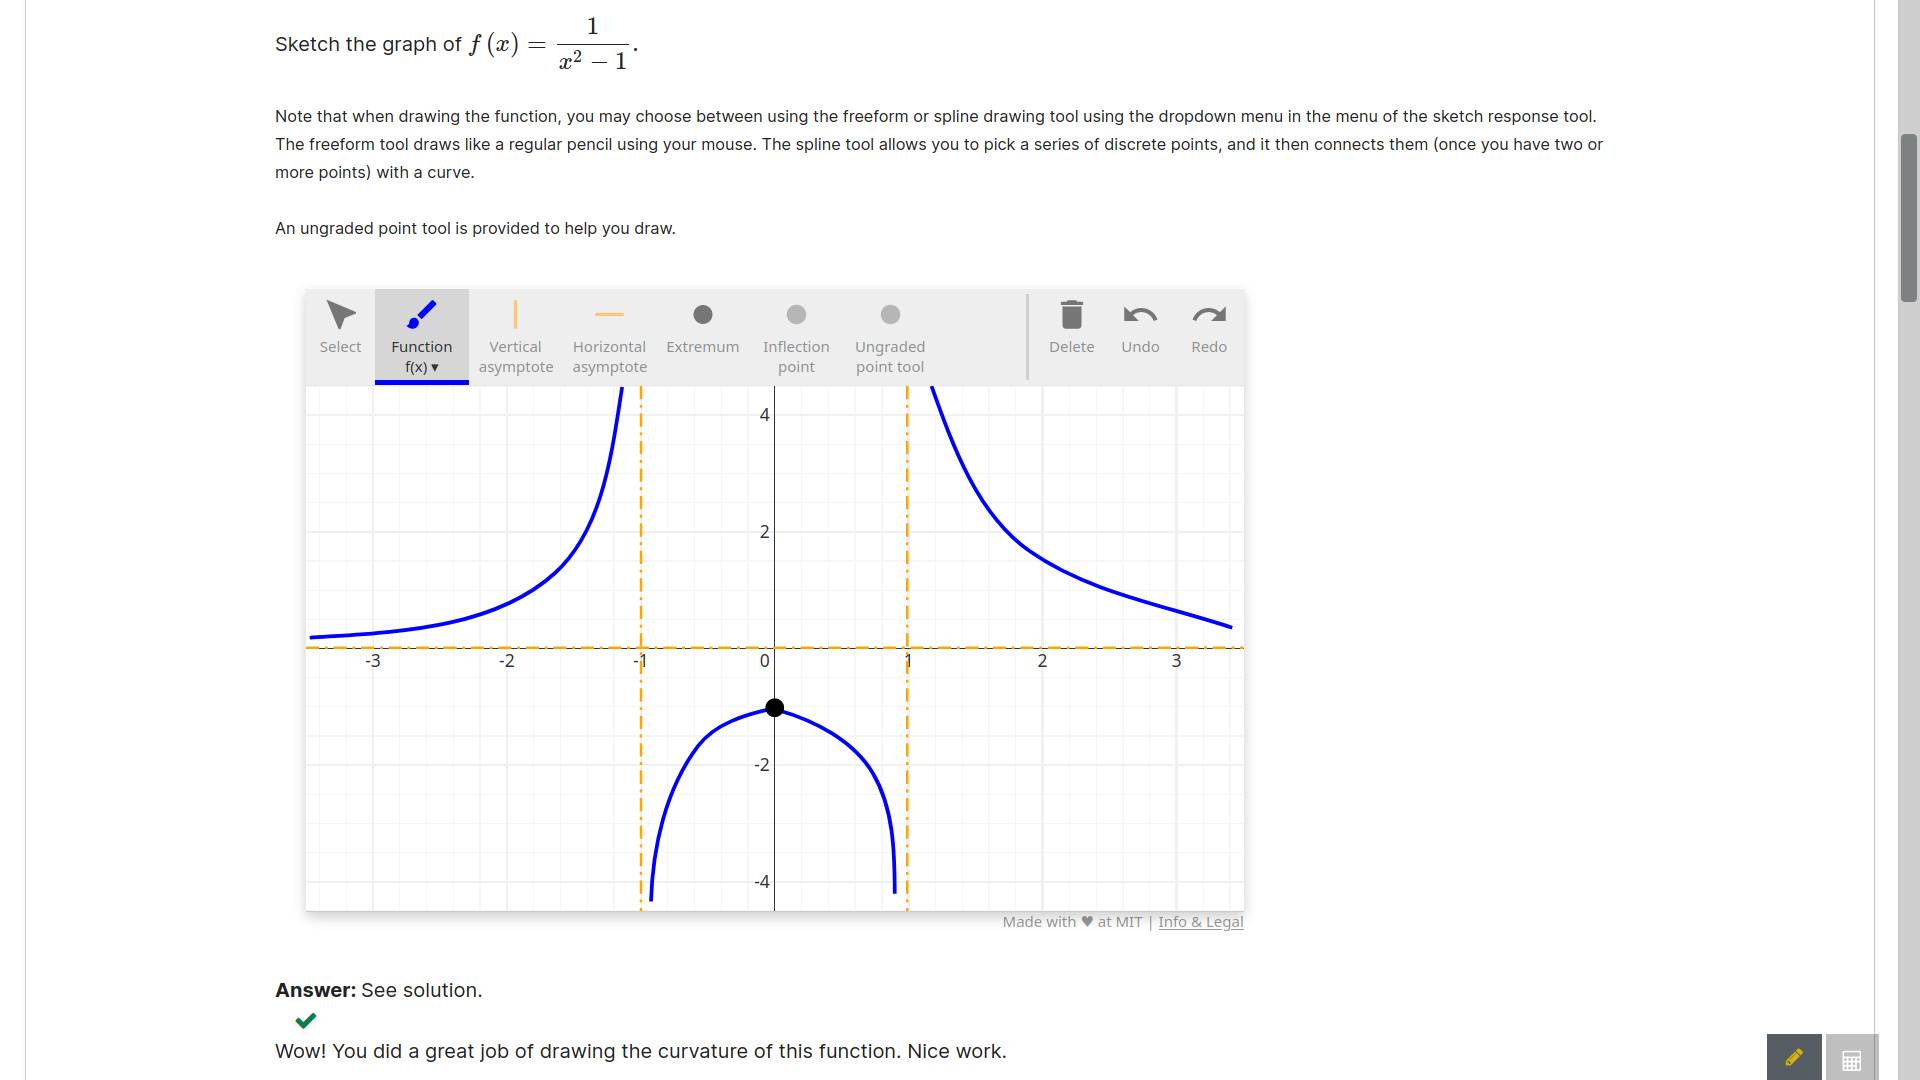 Sketch the graph of f (x) = 1 / (x² − 1).
Note that when drawing the function, you may choose between using the freeform or spline drawing tool using the dropdown menu in the menu of the sketch response tool.
The freeform tool draws like a regular pencil using your mouse. The spline tool allows you to pick a series of discrete points, and it then connects them (once you have two or
more points) with a curve.
An ungraded point tool is provided to help you draw.
Select
Function
f(x) ▾
Vertical
asymptote
Horizontal
asymptote
Extremum
Inflection
point
Ungraded
point tool
Delete
Undo
Redo
4
2
-3 -2 -1 0 1 2 3
-2
-4
Made with ♥ at MIT | Info & Legal
Answer: See solution.
Wow! You did a great job of drawing the curvature of this function. Nice work.